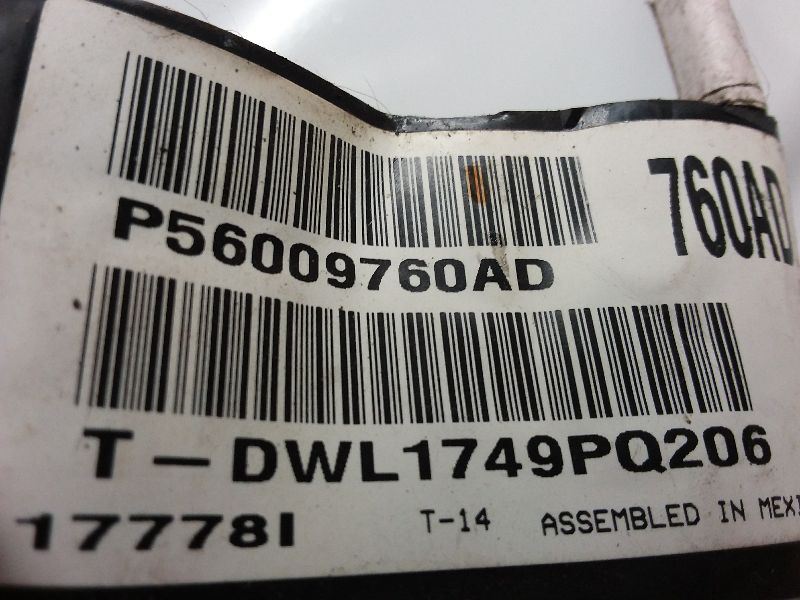 P56009760AD
760AD
T-DWL1749PQ206
17778I
T-14
ASSEMBLED IN MEXI